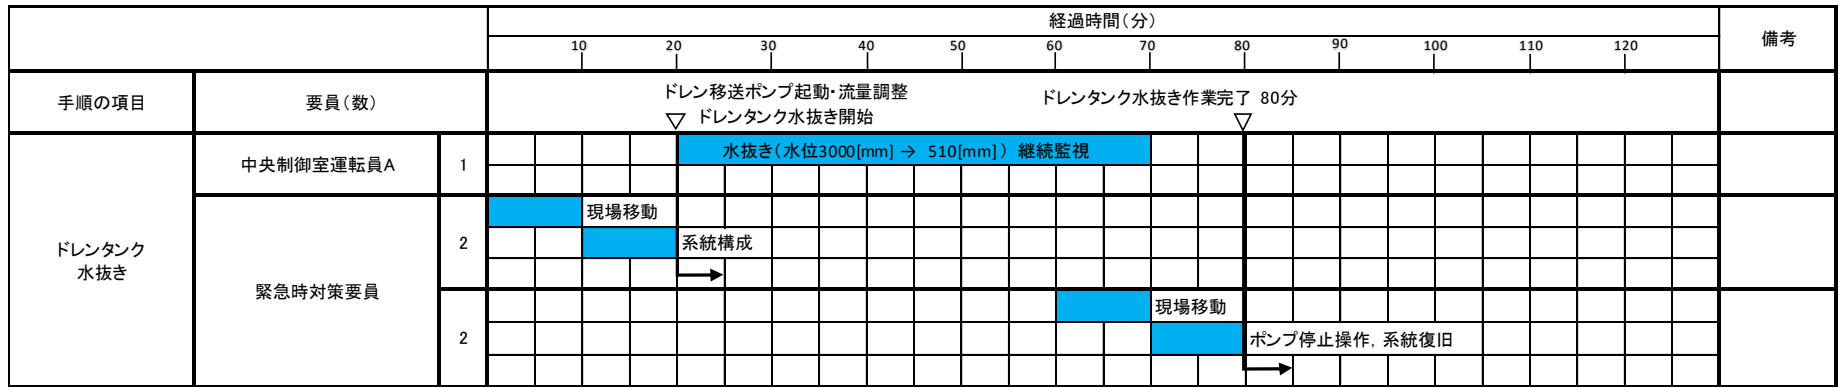 経過時間(分)
備考
10 20 30 40 50 60 70 80 90 100 110 120
手順の項目
要員(数)
ドレン移送ポンプ起動・流量調整
▽ ドレンタンク水抜き開始
ドレンタンク水抜き作業完了 80分
▽
ドレンタンク
水抜き
中央制御室運転員A
1
水抜き(水位3000[mm] → 510[mm]) 継続監視
緊急時対策要員
2
現場移動
系統構成
2
現場移動
ポンプ停止操作, 系統復旧